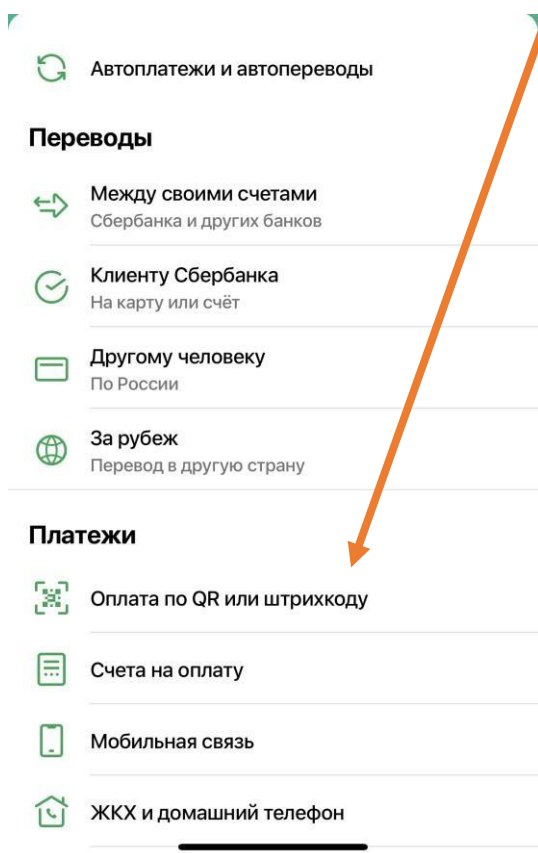 Автоплатежи и автопереводы
Переводы
Между своими счетами
Сбербанка и других банков
Клиенту Сбербанка
На карту или счёт
Другому человеку
По России
За рубеж
Перевод в другую страну
Платежи
Оплата по QR или штрихкоду
Счета на оплату
Мобильная связь
ЖКХ и домашний телефон